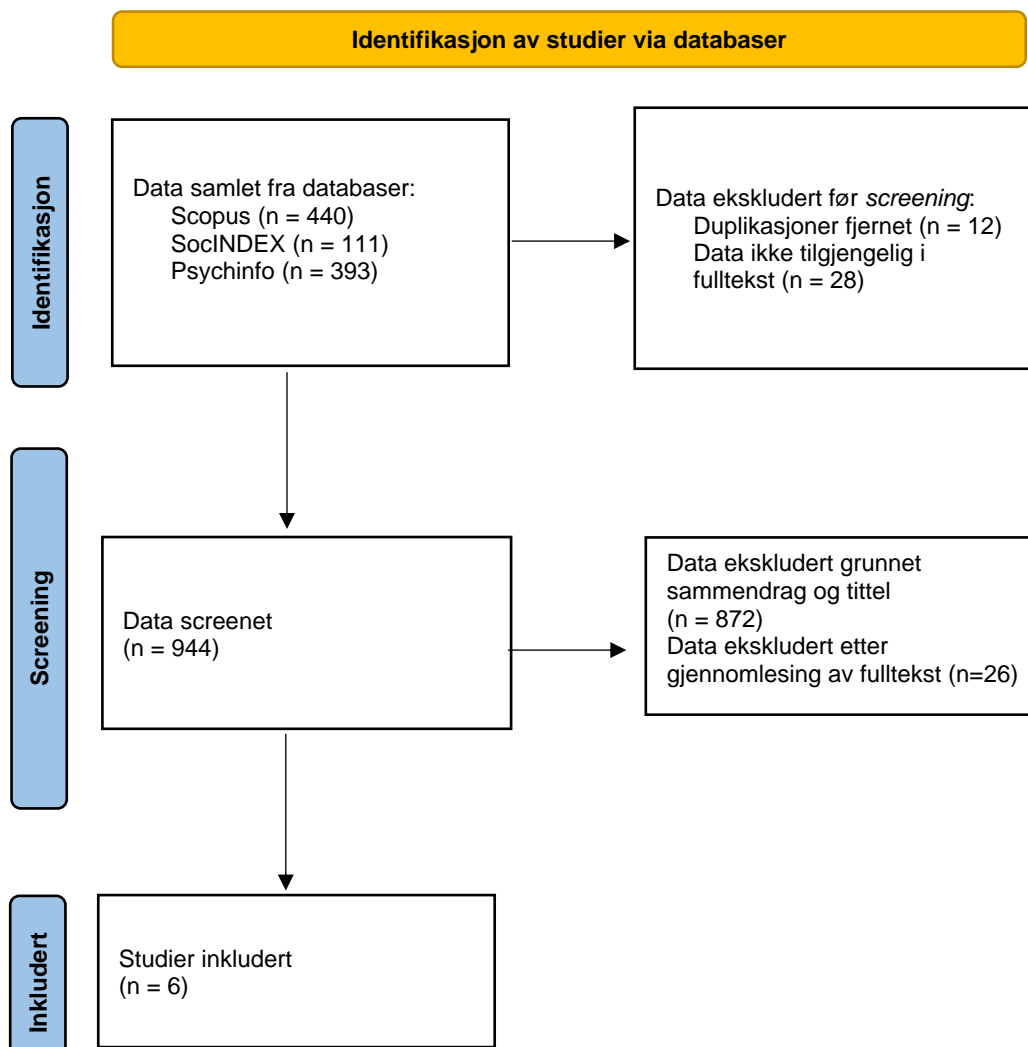 Identifikasjon av studier via databaser
Identifikasjon
Data samlet fra databaser:
Scopus (n = 440)
SocINDEX (n = 111)
Psychinfo (n = 393)
Data ekskludert før screening:
Duplikasjoner fjernet (n = 12)
Data ikke tilgjengelig i
fulltekst (n = 28)
Screening
Data screenet
(n = 944)
Data ekskludert grunnet
sammendrag og tittel
(n = 872)
Data ekskludert etter
gjennomlesing av fulltekst (n=26)
Inkludert
Studier inkludert
(n = 6)